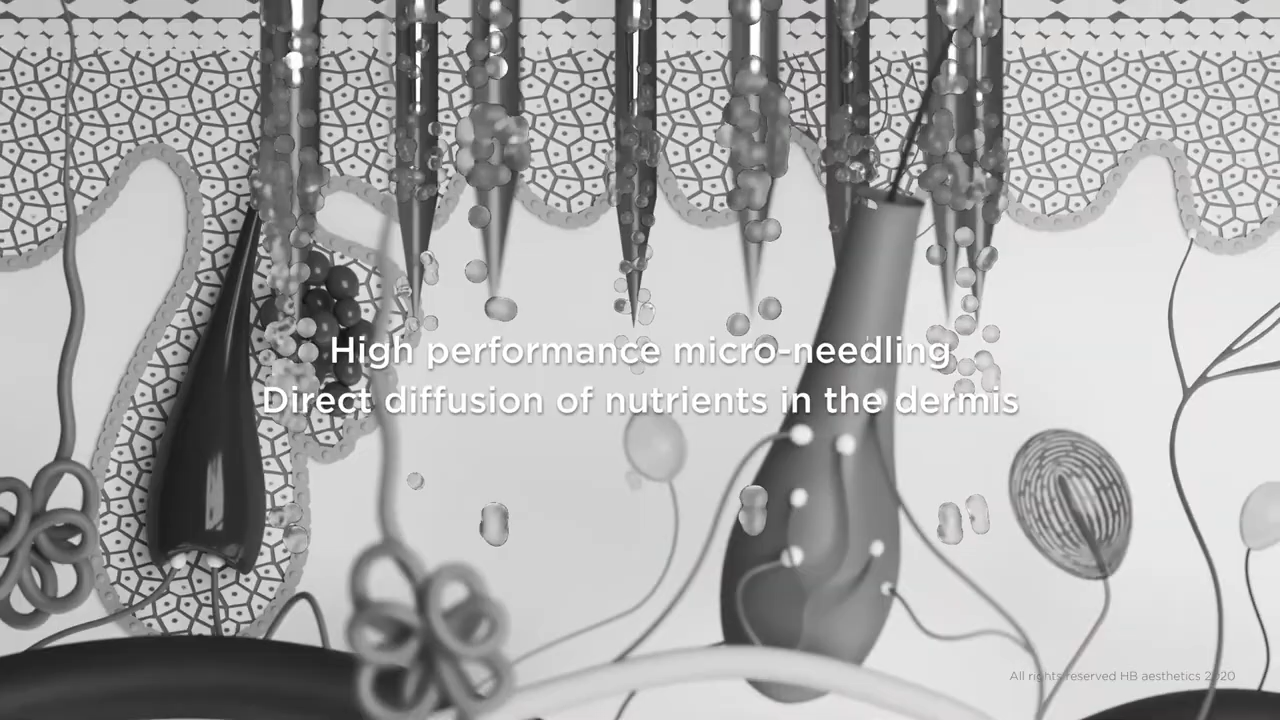 High performance micro-needling
Direct diffusion of nutrients in the dermis
All rights reserved HB aesthetics 2020